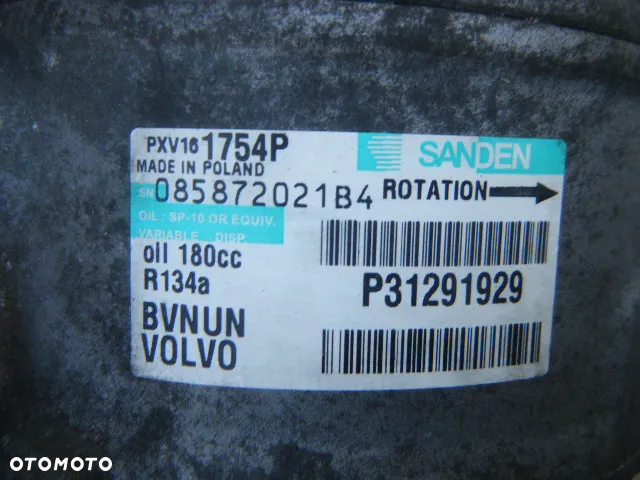 PXV16 1754P
SANDEN
MADE IN POLAND
SN 085872021B4 ROTATION
OIL : SP-10 OR EQUIV.
VARIABLE DISP.
oil 180cc
R134a
P31291929
BVNUN
VOLVO
OTOMOTO